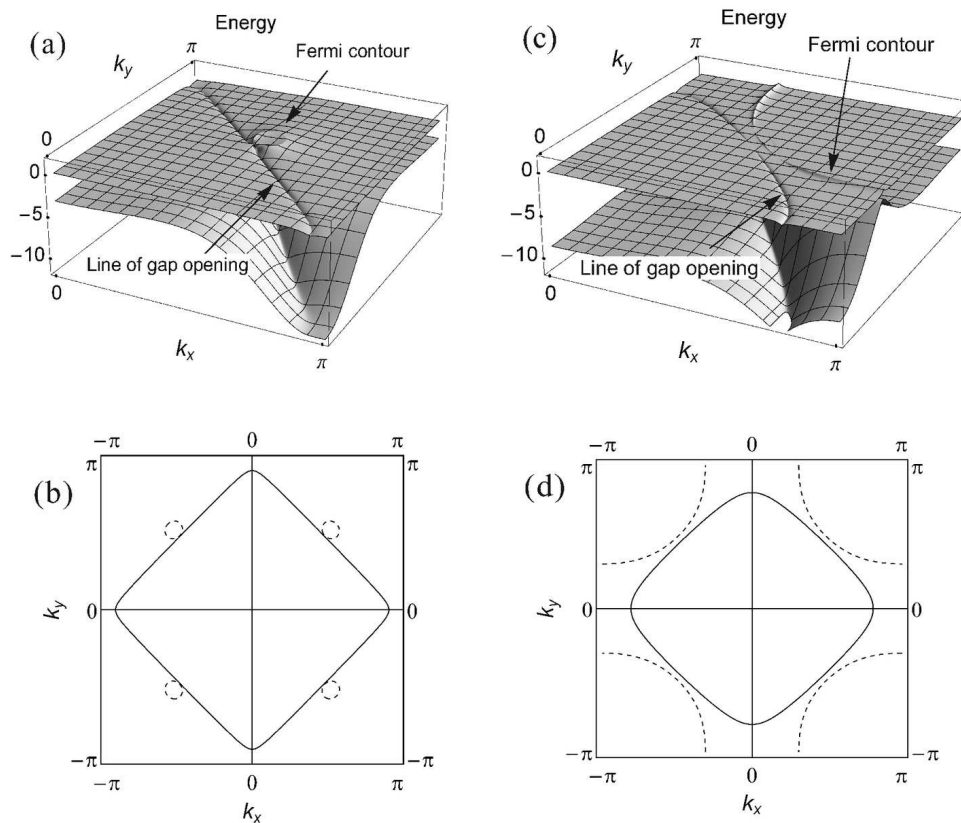 (a)
Energy
π
Fermi contour
k_y
0
0
−5
−10
0
Line of gap opening
k_x
π
(c)
Energy
π
Fermi contour
k_y
0
0
−5
−10
0
Line of gap opening
k_x
π
(b)
−π 0 π
π π
k_y
0 0
−π −π
−π 0 π
k_x
(d)
−π 0 π
π π
k_y
0 0
−π −π
−π 0 π
k_x